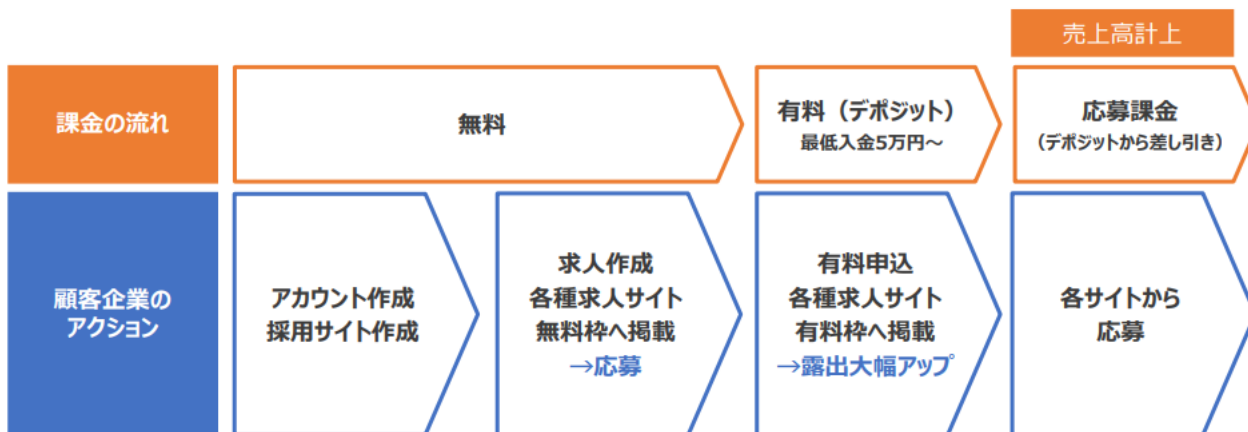 売上高計上
課金の流れ
無料
有料（デポジット）
最低入金5万円～
応募課金
（デポジットから差し引き）
顧客企業の
アクション
アカウント作成
採用サイト作成
求人作成
各種求人サイト
無料枠へ掲載
→応募
有料申込
各種求人サイト
有料枠へ掲載
→露出大幅アップ
各サイトから
応募